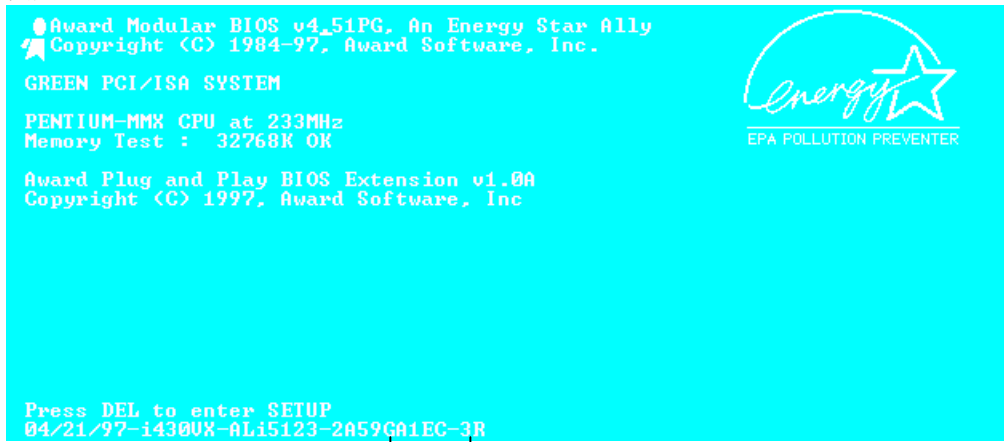 Award Modular BIOS v4.51PG, An Energy Star Ally
Copyright (C) 1984-97, Award Software, Inc.
GREEN PCI/ISA SYSTEM
energy
EPA POLLUTION PREVENTER
PENTIUM-MMX CPU at 233MHz
Memory Test :  32768K OK
Award Plug and Play BIOS Extension v1.0A
Copyright (C) 1997, Award Software, Inc
Press DEL to enter SETUP
04/21/97-i430VX-ALi5123-2A59GA1EC-3R